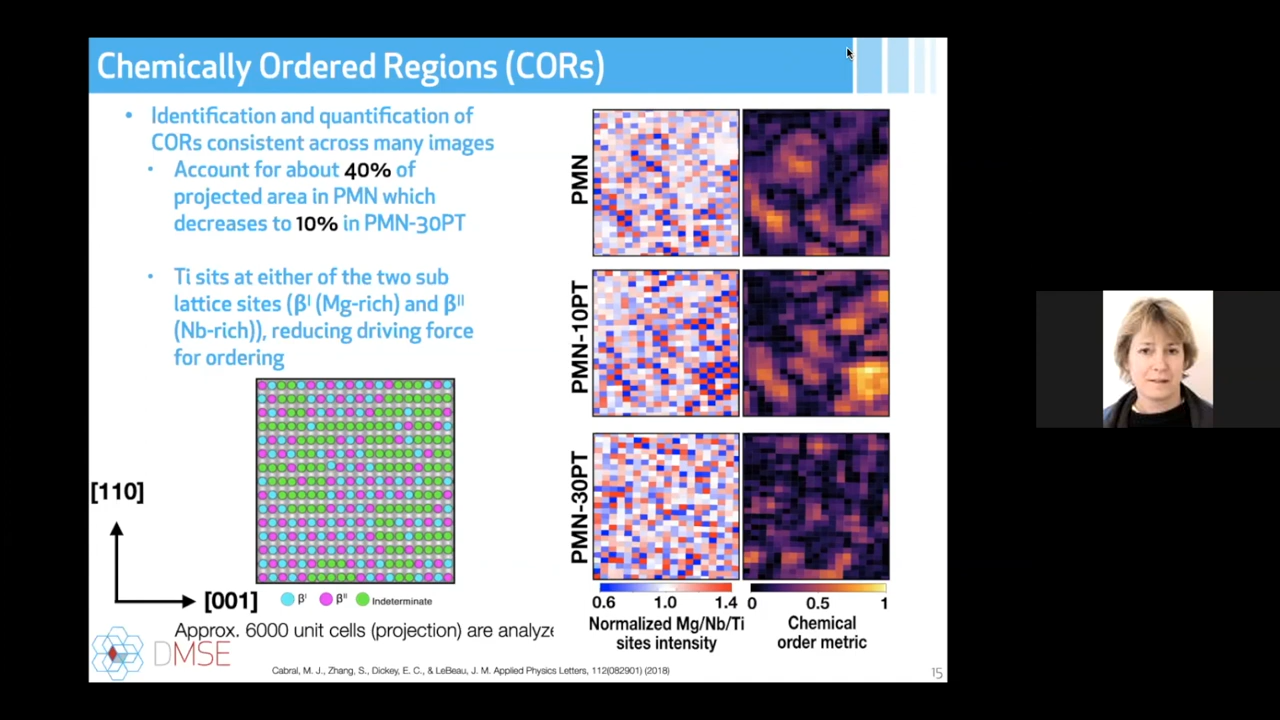 Chemically Ordered Regions (CORs)
• Identification and quantification of
CORs consistent across many images
• Account for about 40% of
projected area in PMN which
decreases to 10% in PMN-30PT
• Ti sits at either of the two sub
lattice sites (βᴵ (Mg-rich) and βᴵᴵ
(Nb-rich)), reducing driving force
for ordering
[110]
[001]
βᴵ βᴵᴵ Indeterminate
Approx. 6000 unit cells (projection) are analyze
PMN
PMN-10PT
PMN-30PT
0.6 1.0 1.4
Normalized Mg/Nb/Ti
sites intensity
0 0.5 1
Chemical
order metric
DMSE
Cabral, M. J., Zhang, S., Dickey, E. C., & LeBeau, J. M. Applied Physics Letters, 112(082901) (2018)
15